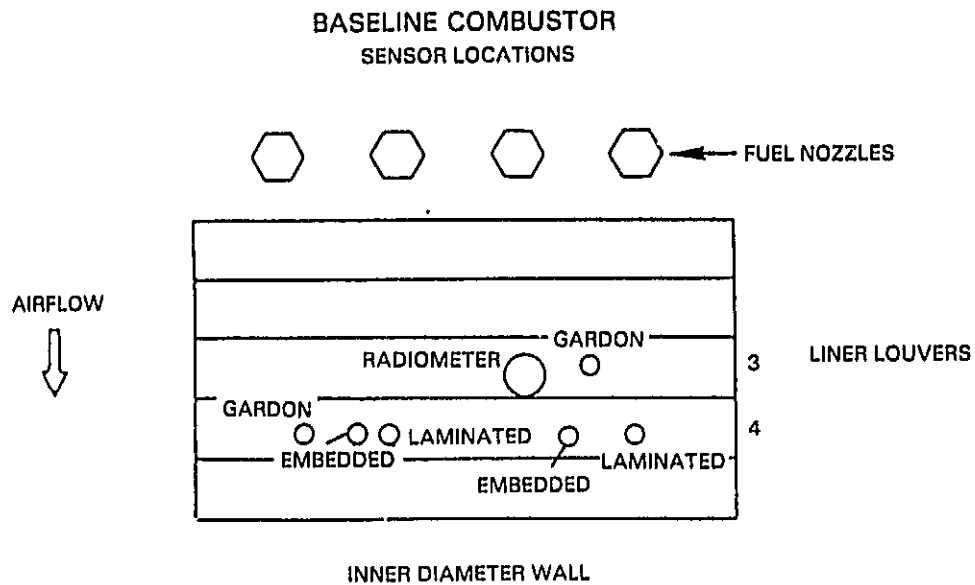 BASELINE COMBUSTOR
SENSOR LOCATIONS
FUEL NOZZLES
AIRFLOW
GARDON
RADIOMETER
3
LINER LOUVERS
GARDON
4
LAMINATED
EMBEDDED
LAMINATED
EMBEDDED
INNER DIAMETER WALL